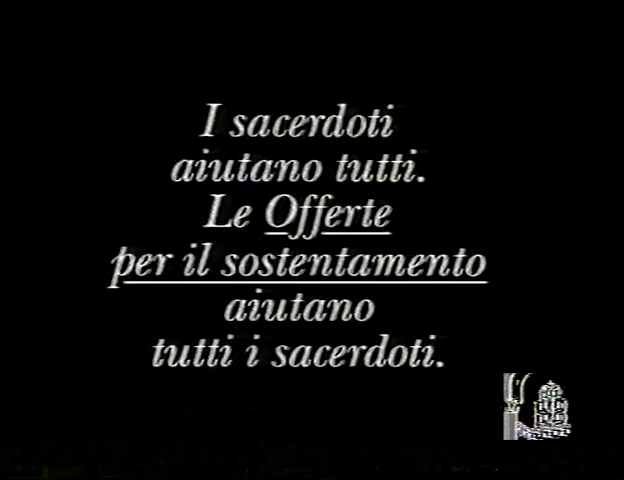 I sacerdoti
aiutano tutti.
Le Offerte
per il sostentamento
aiutano
tutti i sacerdoti.